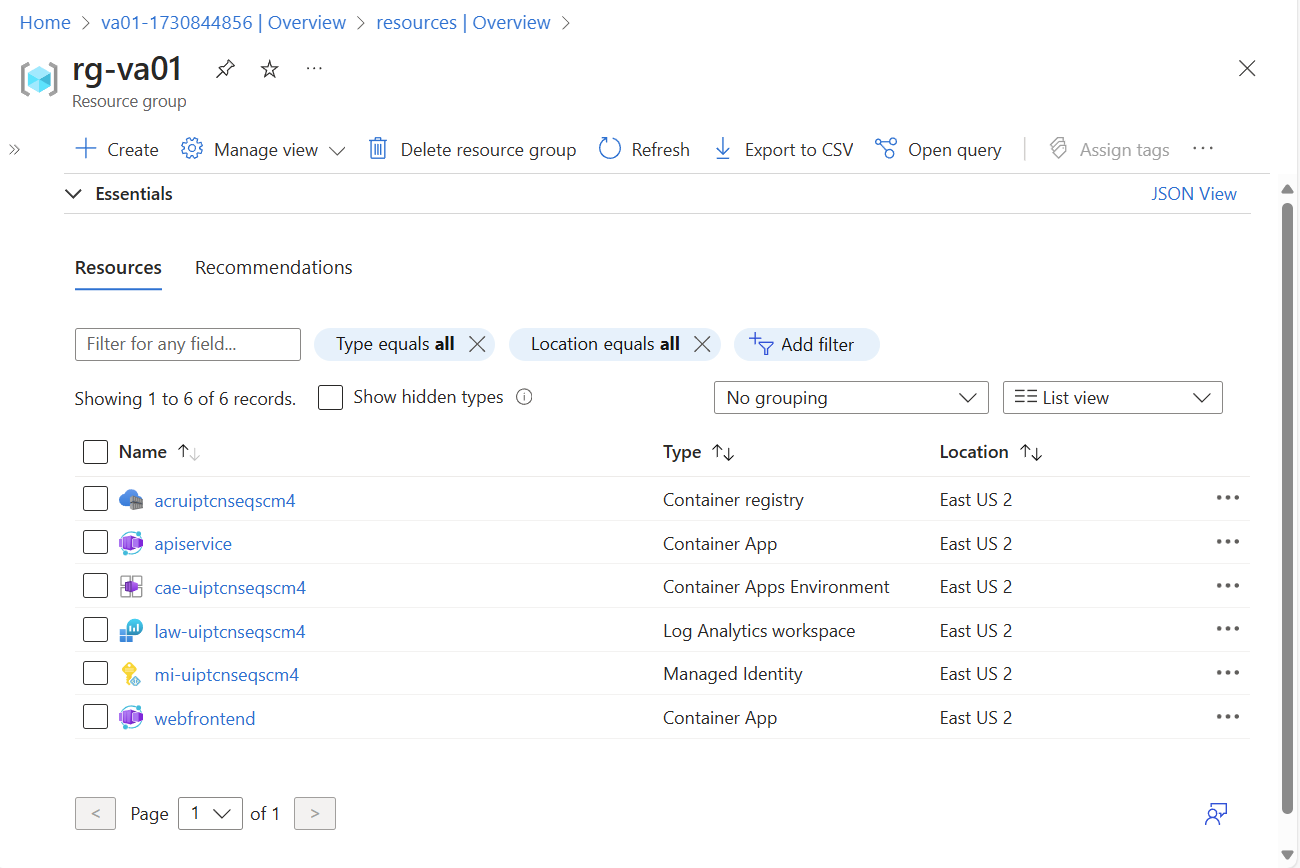 Home > va01-1730844856 | Overview > resources | Overview >
rg-va01 ...
Resource group
» + Create Manage view Delete resource group Refresh Export to CSV Open query | Assign tags ...
Essentials JSON View
Resources Recommendations
Filter for any field... Type equals all Location equals all Add filter
Showing 1 to 6 of 6 records. Show hidden types No grouping List view
Name Type Location
acruiptcnseqscm4 Container registry East US 2 ...
apiservice Container App East US 2 ...
cae-uiptcnseqscm4 Container Apps Environment East US 2 ...
law-uiptcnseqscm4 Log Analytics workspace East US 2 ...
mi-uiptcnseqscm4 Managed Identity East US 2 ...
webfrontend Container App East US 2 ...
< Page 1 of 1 >